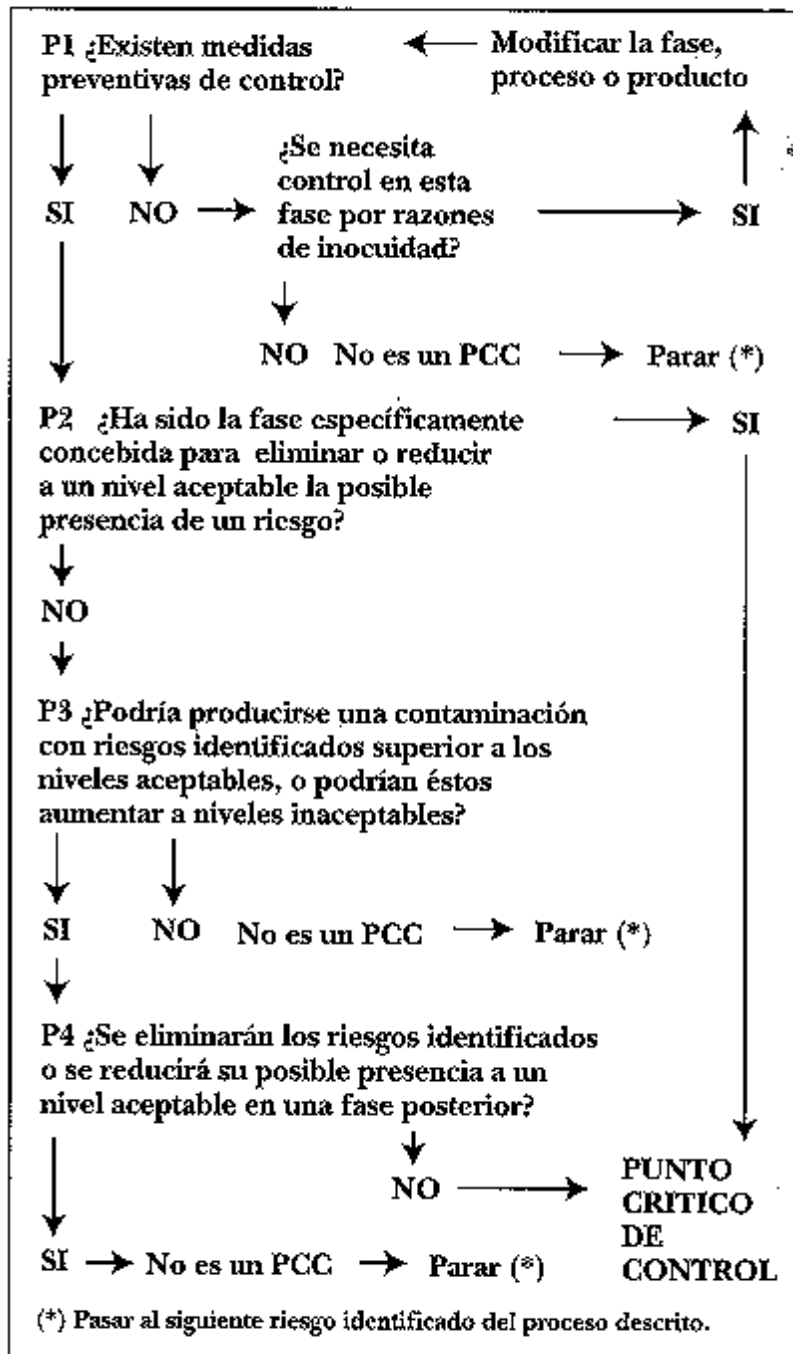 P1 ¿Existen medidas
preventivas de control?
Modificar la fase,
proceso o producto
¿Se necesita
control en esta
fase por razones
de inocuidad?
SI
NO
SI
NO No es un PCC
Parar (*)
P2 ¿Ha sido la fase específicamente
concebida para eliminar o reducir
a un nivel aceptable la posible
presencia de un riesgo?
SI
NO
P3 ¿Podría producirse una contaminación
con riesgos identificados superior a los
niveles aceptables, o podrían éstos
aumentar a niveles inaceptables?
SI
NO
No es un PCC
Parar (*)
P4 ¿Se eliminarán los riesgos identificados
o se reducirá su posible presencia a un
nivel aceptable en una fase posterior?
NO
PUNTO
CRITICO
DE
CONTROL
SI
No es un PCC
Parar (*)
(*) Pasar al siguiente riesgo identificado del proceso descrito.